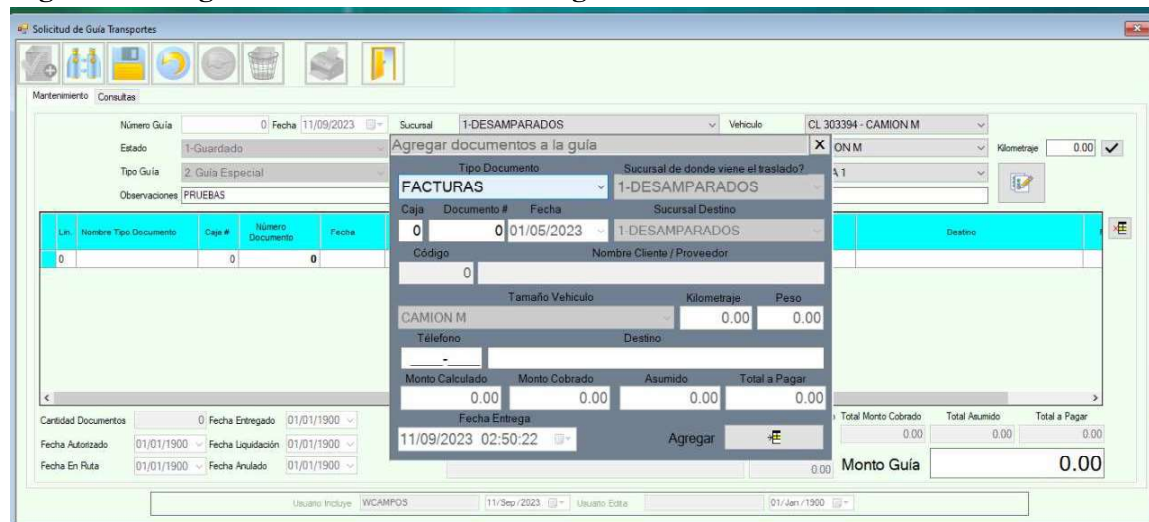 Solicitud de Guía Transportes
Mantenimiento Consultas
Número Guía 0 Fecha 11/09/2023 Sucursal 1-DESAMPARADOS Vehiculo CL 303394 - CAMION M
Estado 1-Guardado ON M Kilometraje 0.00
Tipo Guía 2. Guía Especial A 1
Observaciones PRUEBAS
Agregar documentos a la guía X
Tipo Documento Sucursal de donde viene el traslado?
FACTURAS 1-DESAMPARADOS
Caja Documento # Fecha Sucursal Destino
0 0 01/05/2023 1-DESAMPARADOS
Código Nombre Cliente / Proveedor
0
Tamaño Vehiculo Kilometraje Peso
CAMION M 0.00 0.00
Télefono Destino
____-____
Monto Calculado Monto Cobrado Asumido Total a Pagar
0.00 0.00 0.00 0.00
Fecha Entrega
11/09/2023 02:50:22 Agregar
Lin. Nombre Tipo Documento Caja # Número Documento Fecha Destino
0 0 0
Cantidad Documentos 0 Fecha Entregado 01/01/1900 Total Monto Cobrado Total Asumido Total a Pagar
0.00 0.00 0.00
Fecha Autorizado 01/01/1900 Fecha Liquidación 01/01/1900
Fecha En Ruta 01/01/1900 Fecha Anulado 01/01/1900 0.00 Monto Guía 0.00
Usuario Incluye WCAMPOS 11/Sep/2023 Usuario Edita 01/Jan/1900